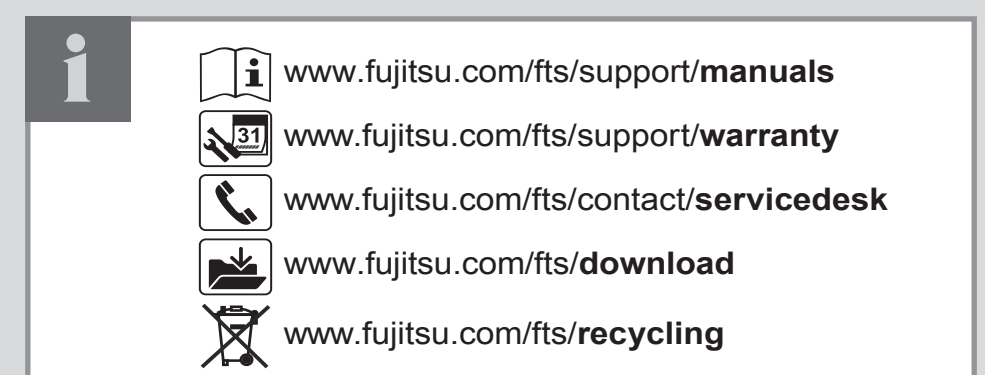 i
i www.fujitsu.com/fts/support/manuals
31 www.fujitsu.com/fts/support/warranty
www.fujitsu.com/fts/contact/servicedesk
www.fujitsu.com/fts/download
www.fujitsu.com/fts/recycling